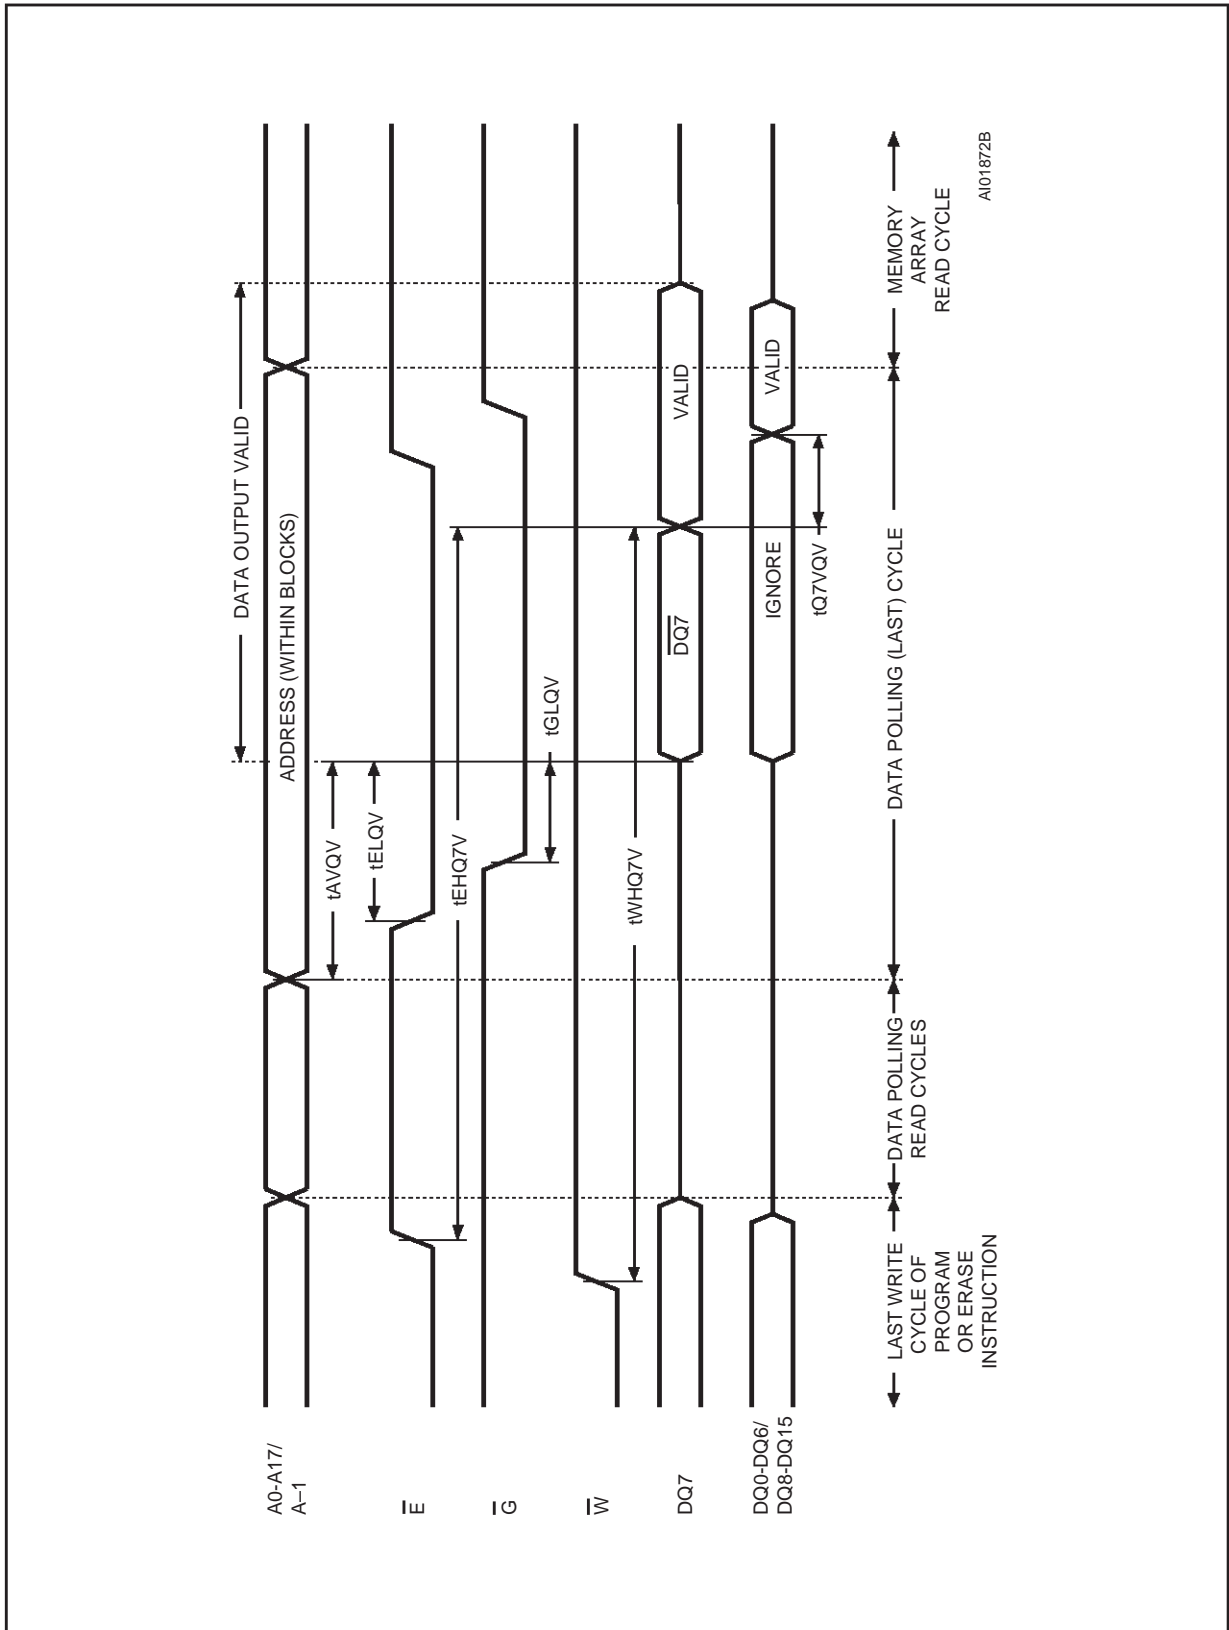 A0-A17/
A–1
E
G
W
DQ7
DQ0-DQ6/
DQ8-DQ15
DATA OUTPUT VALID
ADDRESS (WITHIN BLOCKS)
tAVQV
tELQV
tEHQ7V
tGLQV
tWHQ7V
DQ7
VALID
IGNORE
VALID
tQ7VQV
LAST WRITE
CYCLE OF
PROGRAM
OR ERASE
INSTRUCTION
DATA POLLING
READ CYCLES
DATA POLLING (LAST) CYCLE
MEMORY
ARRAY
READ CYCLE
AI01872B